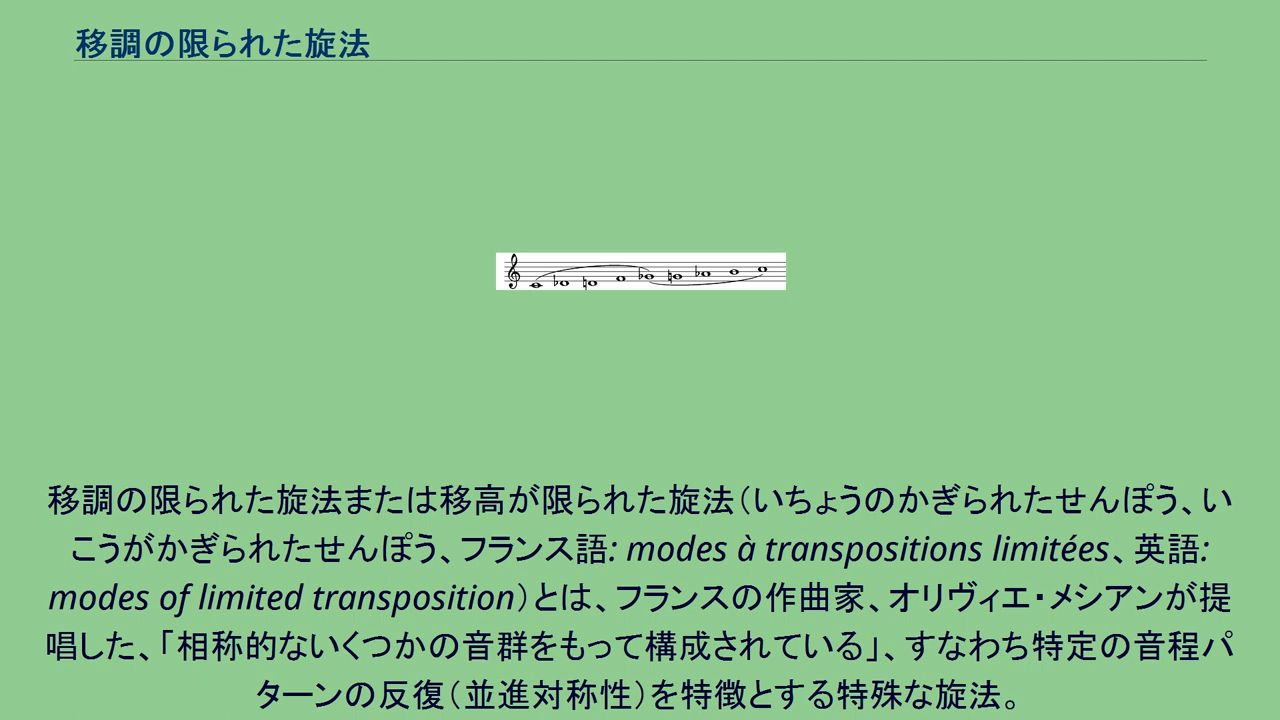 移調の限られた旋法
移調の限られた旋法または移高が限られた旋法（いちょうのかぎられたせんぽう、い
こうがかぎられたせんぽう、フランス語: modes à transpositions limitées、英語:
modes of limited transposition）とは、フランスの作曲家、オリヴィエ・メシアンが提
唱した、「相称的ないくつかの音群をもって構成されている」、すなわち特定の音程パ
ターンの反復（並進対称性）を特徴とする特殊な旋法。